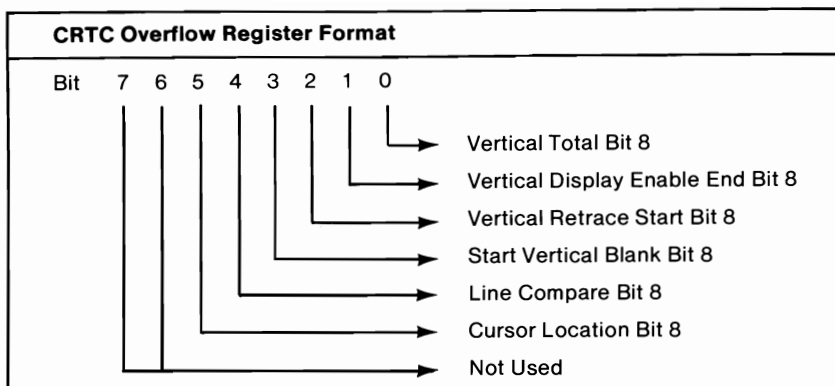 CRTC Overflow Register Format
Bit 7 6 5 4 3 2 1 0
Vertical Total Bit 8
Vertical Display Enable End Bit 8
Vertical Retrace Start Bit 8
Start Vertical Blank Bit 8
Line Compare Bit 8
Cursor Location Bit 8
Not Used